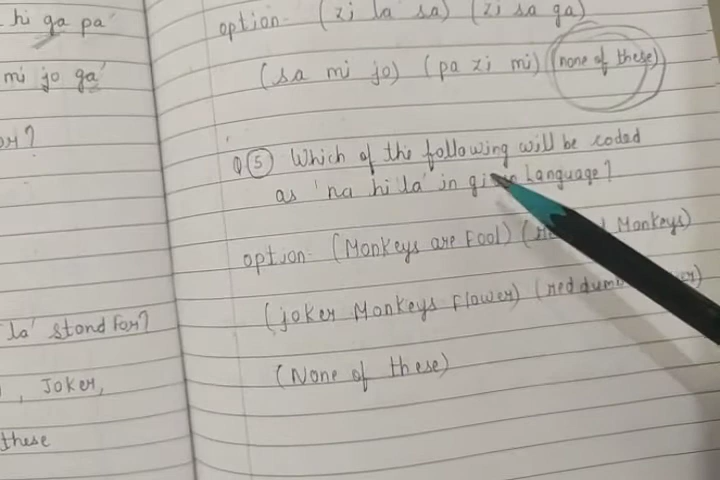 hi ga pa'
mi jo ga'
'la' stond for?
, JOKER,
these
option- (zi la sa) (zi sa ga)
(sa mi jo) (pa zi mi) (none of these)
Q (5) Which of the following will be coded
as 'na hi la' in given Language?
option- (Monkeys are Fool) ( Monkeys)
(joker Monkeys Flower) (red
(None of these)